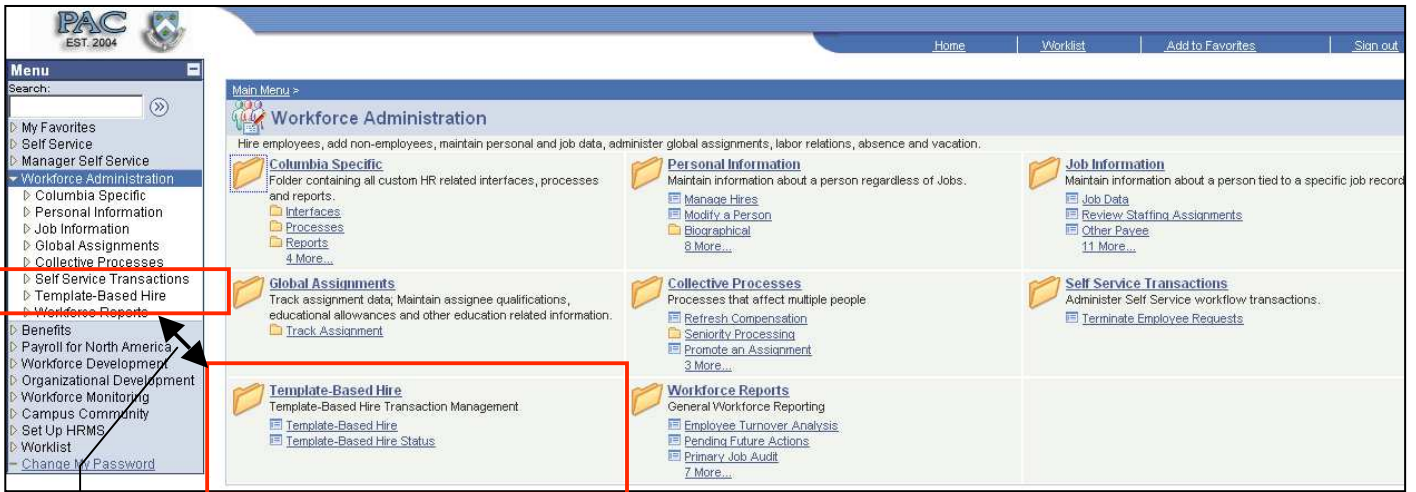 PAC
EST. 2004
Home
Worklist
Add to Favorites
Sign out
Menu
Search:
My Favorites
Self Service
Manager Self Service
Workforce Administration
Columbia Specific
Personal Information
Job Information
Global Assignments
Collective Processes
Self Service Transactions
Template-Based Hire
Workforce Reports
Benefits
Payroll for North America
Workforce Development
Organizational Development
Workforce Monitoring
Campus Community
Set Up HRMS
Worklist
Change My Password
Main Menu >
Workforce Administration
Hire employees, add non-employees, maintain personal and job data, administer global assignments, labor relations, absence and vacation.
Columbia Specific
Folder containing all custom HR related interfaces, processes
and reports.
Interfaces
Processes
Reports
4 More...
Personal Information
Maintain information about a person regardless of Jobs.
Manage Hires
Modify a Person
Biographical
8 More...
Job Information
Maintain information about a person tied to a specific job record
Job Data
Review Staffing Assignments
Other Payee
11 More...
Global Assignments
Track assignment data; Maintain assignee qualifications,
educational allowances and other education related information.
Track Assignment
Collective Processes
Processes that affect multiple people
Refresh Compensation
Seniority Processing
Promote an Assignment
3 More...
Self Service Transactions
Administer Self Service workflow transactions.
Terminate Employee Requests
Template-Based Hire
Template-Based Hire Transaction Management
Template-Based Hire
Template-Based Hire Status
Workforce Reports
General Workforce Reporting
Employee Turnover Analysis
Pending Future Actions
Primary Job Audit
7 More...